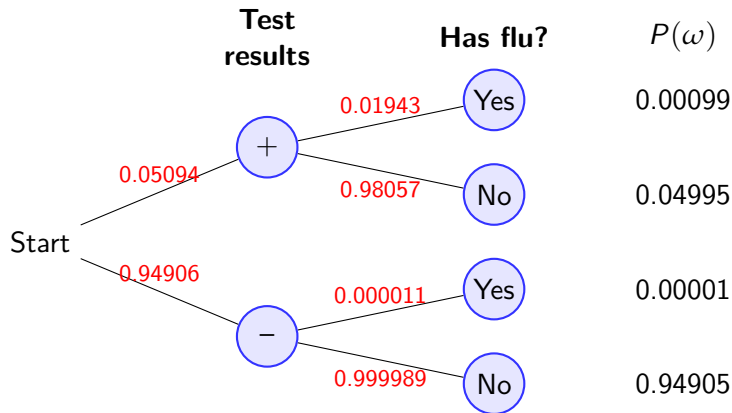 Test
results
Has flu?
P(ω)
0.01943
Yes
0.00099
+
0.05094
0.98057
No
0.04995
Start
0.94906
0.000011
Yes
0.00001
−
0.999989
No
0.94905